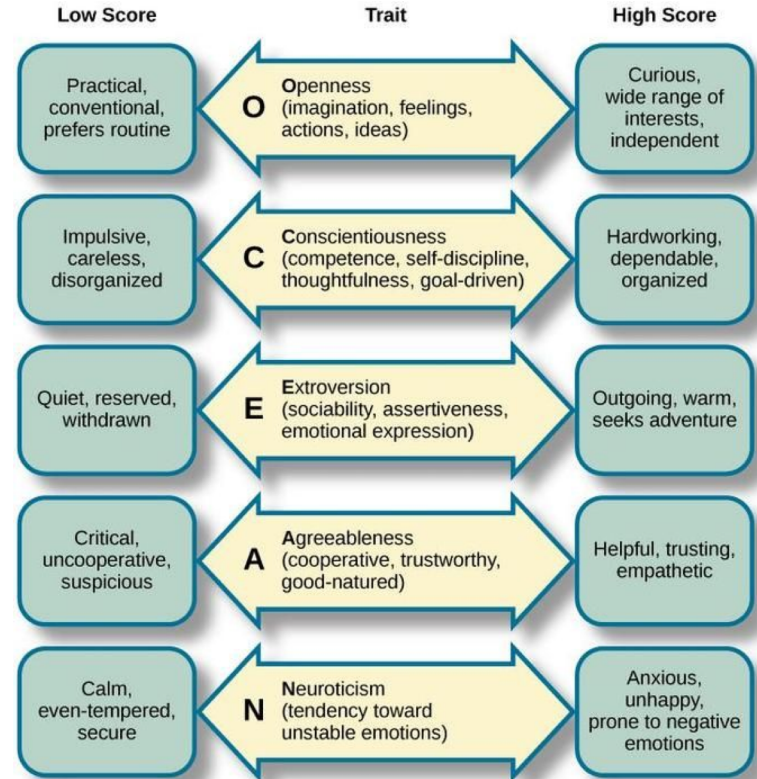 Low Score
Trait
High Score
Practical,
conventional,
prefers routine
O
Openness
(imagination, feelings,
actions, ideas)
Curious,
wide range of
interests,
independent
Impulsive,
careless,
disorganized
C
Conscientiousness
(competence, self-discipline,
thoughtfulness, goal-driven)
Hardworking,
dependable,
organized
Quiet, reserved,
withdrawn
E
Extroversion
(sociability, assertiveness,
emotional expression)
Outgoing, warm,
seeks adventure
Critical,
uncooperative,
suspicious
A
Agreeableness
(cooperative, trustworthy,
good-natured)
Helpful, trusting,
empathetic
Calm,
even-tempered,
secure
N
Neuroticism
(tendency toward
unstable emotions)
Anxious,
unhappy,
prone to negative
emotions